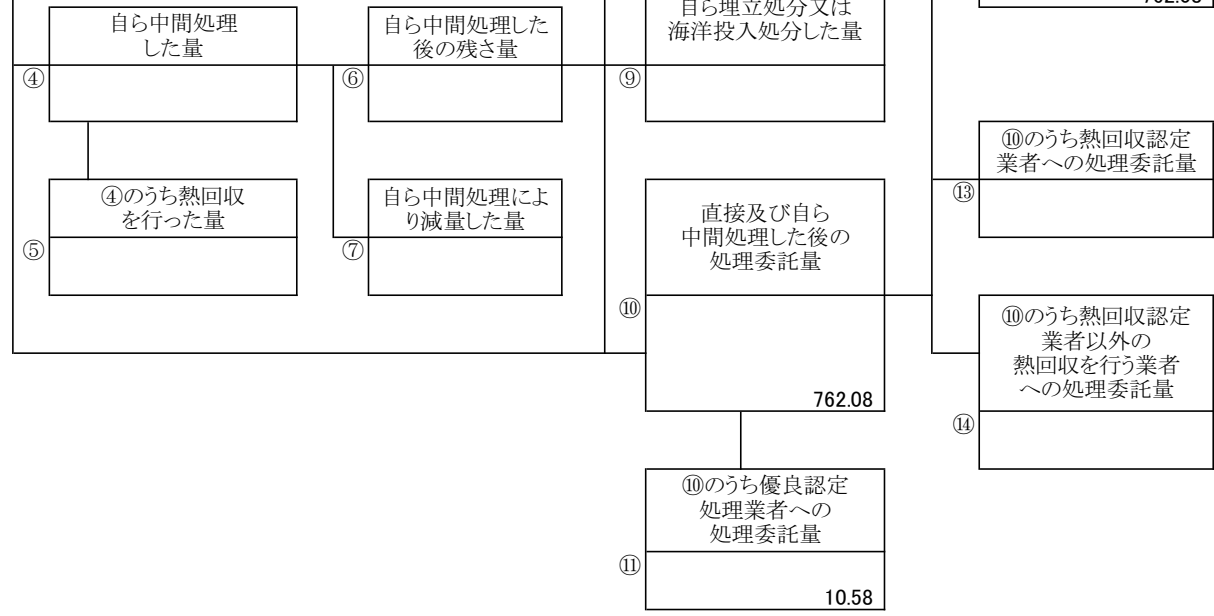 自ら中間処理
した量
④
自ら中間処理した
後の残さ量
⑥
自ら埋立処分又は
海洋投入処分した量
⑨
④のうち熱回収
を行った量
⑤
自ら中間処理によ
り減量した量
⑦
直接及び自ら
中間処理した後の
処理委託量
⑩
762.08
⑩のうち優良認定
処理業者への
処理委託量
⑪
10.58
⑩のうち熱回収認定
業者への処理委託量
⑬
⑩のうち熱回収認定
業者以外の
熱回収を行う業者
への処理委託量
⑭